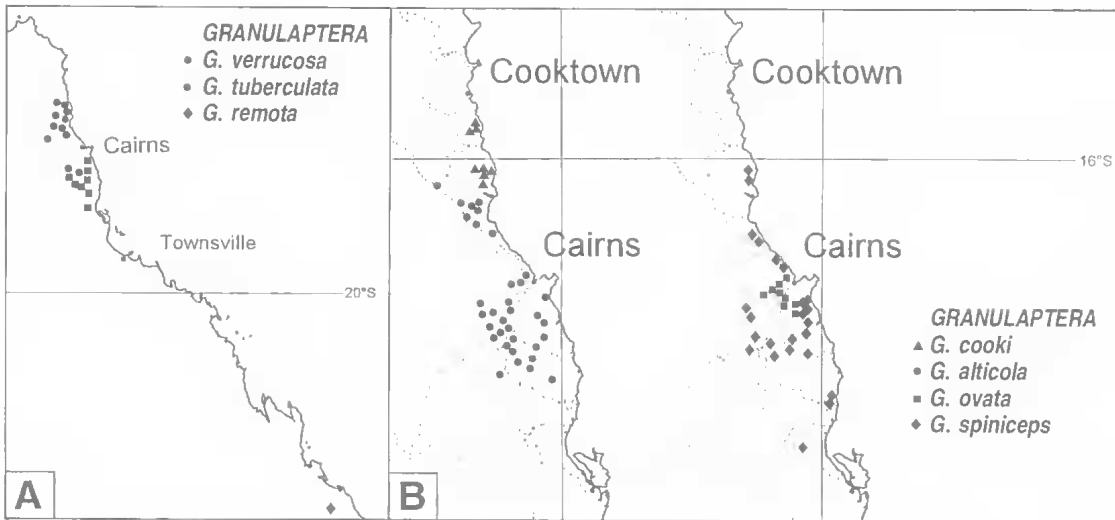 GRANULAPTERA
G. verrucosa
G. tuberculata
G. remota
Cairns
Townsville
20°S
A
Cooktown
Cooktown
16°S
Cairns
Cairns
GRANULAPTERA
G. cooki
G. alticola
G. ovata
G. spiniceps
B